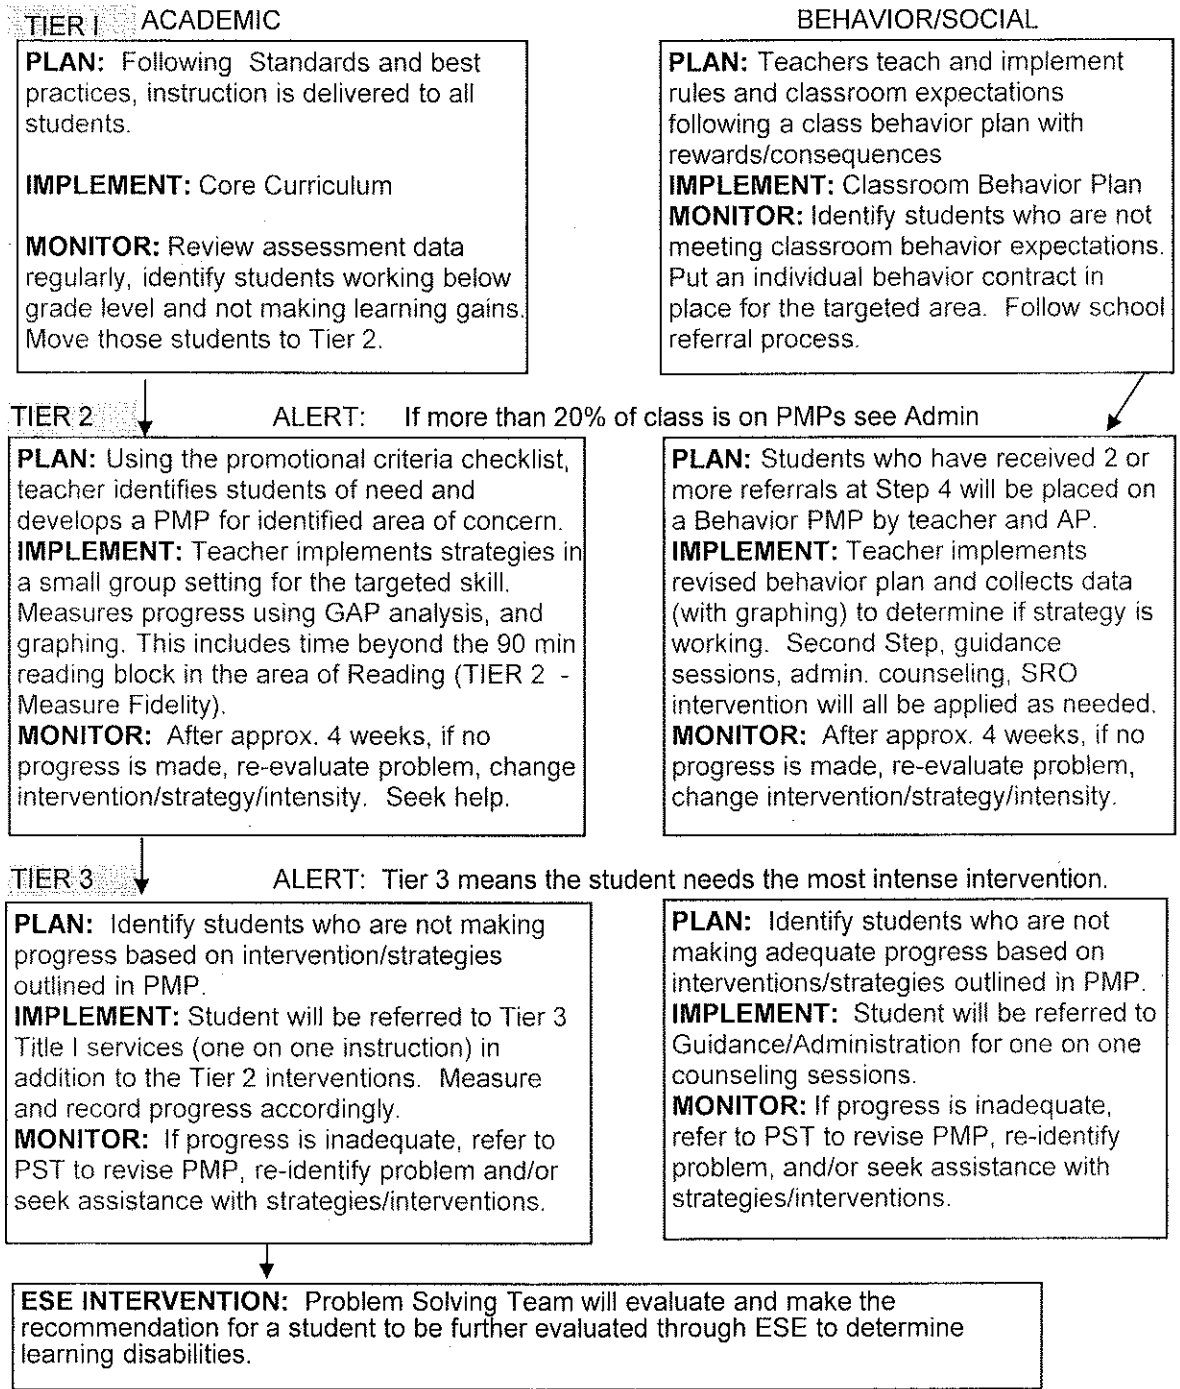 TIER I ACADEMIC
PLAN: Following Standards and best
practices, instruction is delivered to all
students.
IMPLEMENT: Core Curriculum
MONITOR: Review assessment data
regularly, identify students working below
grade level and not making learning gains.
Move those students to Tier 2.
BEHAVIOR/SOCIAL
PLAN: Teachers teach and implement
rules and classroom expectations
following a class behavior plan with
rewards/consequences
IMPLEMENT: Classroom Behavior Plan
MONITOR: Identify students who are not
meeting classroom behavior expectations.
Put an individual behavior contract in
place for the targeted area. Follow school
referral process.
TIER 2 ALERT: If more than 20% of class is on PMPs see Admin
PLAN: Using the promotional criteria checklist,
teacher identifies students of need and
develops a PMP for identified area of concern.
IMPLEMENT: Teacher implements strategies in
a small group setting for the targeted skill.
Measures progress using GAP analysis, and
graphing. This includes time beyond the 90 min
reading block in the area of Reading (TIER 2 -
Measure Fidelity).
MONITOR: After approx. 4 weeks, if no
progress is made, re-evaluate problem, change
intervention/strategy/intensity. Seek help.
PLAN: Students who have received 2 or
more referrals at Step 4 will be placed on
a Behavior PMP by teacher and AP.
IMPLEMENT: Teacher implements
revised behavior plan and collects data
(with graphing) to determine if strategy is
working. Second Step, guidance
sessions, admin. counseling, SRO
intervention will all be applied as needed.
MONITOR: After approx. 4 weeks, if no
progress is made, re-evaluate problem,
change intervention/strategy/intensity.
TIER 3 ALERT: Tier 3 means the student needs the most intense intervention.
PLAN: Identify students who are not making
progress based on intervention/strategies
outlined in PMP.
IMPLEMENT: Student will be referred to Tier 3
Title I services (one on one instruction) in
addition to the Tier 2 interventions. Measure
and record progress accordingly.
MONITOR: If progress is inadequate, refer to
PST to revise PMP, re-identify problem and/or
seek assistance with strategies/interventions.
PLAN: Identify students who are not
making adequate progress based on
interventions/strategies outlined in PMP.
IMPLEMENT: Student will be referred to
Guidance/Administration for one on one
counseling sessions.
MONITOR: If progress is inadequate,
refer to PST to revise PMP, re-identify
problem, and/or seek assistance with
strategies/interventions.
ESE INTERVENTION: Problem Solving Team will evaluate and make the
recommendation for a student to be further evaluated through ESE to determine
learning disabilities.